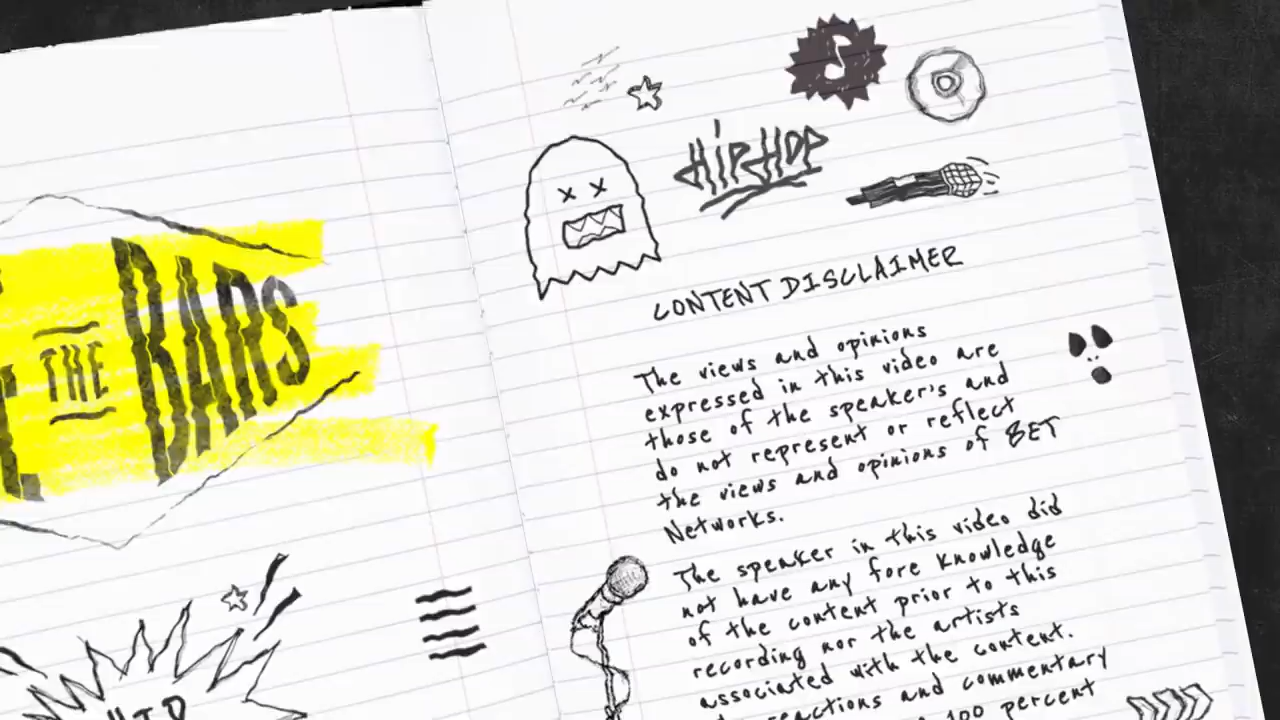 THE BARS
HIPHOP
CONTENT DISCLAIMER
The views and opinions
expressed in this video are
those of the speaker's and
do not represent or reflect
the views and opinions of BET
Networks.
The speaker in this video did
not have any fore knowledge
of the content prior to this
recording nor the artists
associated with the content.
reactions and commentary
100 percent
HIP